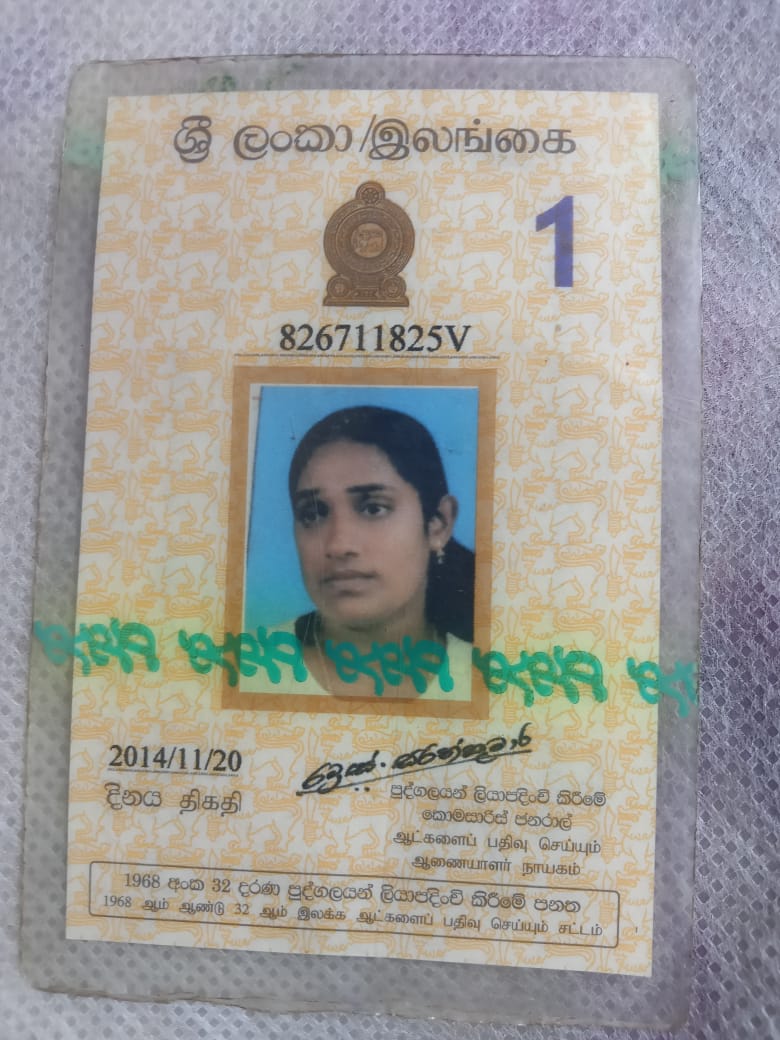 ශ්‍රී ලංකා/இலங்கை
1
826711825V
2014/11/20
දිනය திகதி
පුද්ගලයන් ලියාපදිංචි කිරීමේ
කොමසාරිස් ජනරාල්
ஆட்களைப் பதிவு செய்யும்
ஆணையாளர் நாயகம்
1968 අංක 32 දරණ පුද්ගලයන් ලියාපදිංචි කිරීමේ පනත
1968 ஆம் ஆண்டு 32 ஆம் இலக்க ஆட்களைப் பதிவு செய்யும் சட்டம்